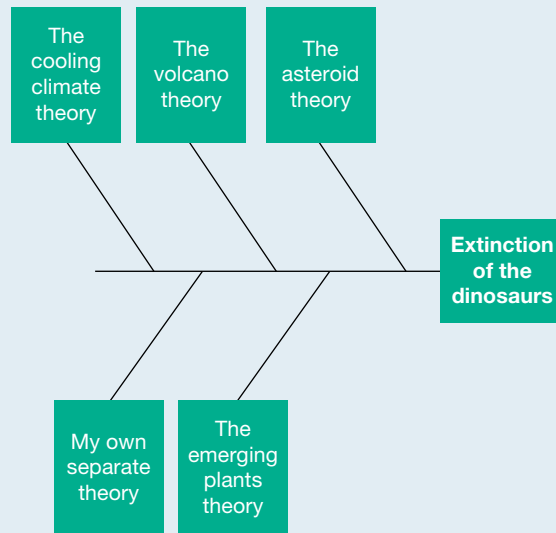 The
cooling
climate
theory
The
volcano
theory
The
asteroid
theory
Extinction
of the
dinosaurs
My own
separate
theory
The
emerging
plants
theory